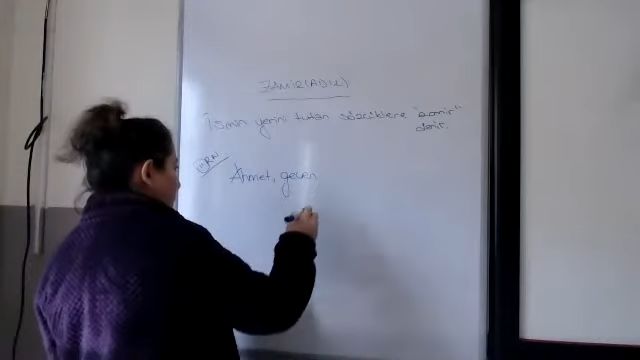 ZAMİR(ADIL)
İsmin yerini tutan sözcüklere "zamir"
denir.
ÖRN Ahmet, geçen